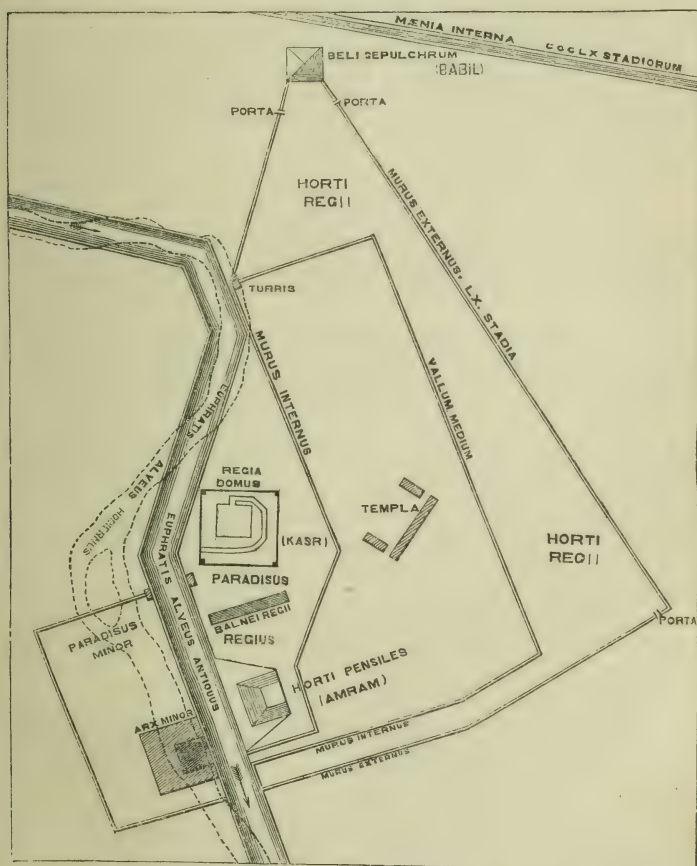 MÆNIA INTERNA CCCLX STADIORUM
BELI SEPULCHRUM
(BABIL)
PORTA
PORTA
HORTI
REGII
MURUS EXTERNUS, LX. STADIA
TURRIS
MURUS INTERNUS
VALLUM MEDIUM
EUPHRATIS
ALVEUS
HODIERNUS
REGIA
DOMUS
(KASR)
TEMPLA
HORTI
REGII
PARADISUS
EUPHRATIS ALVEUS ANTIQUUS
BALNEI REGII
REGIUS
PARADISUS
MINOR
PORTA
HORTI PENSILES
(AMRAM)
ARX MINOR
MURUS INTERNUS
MURUS EXTERNUS